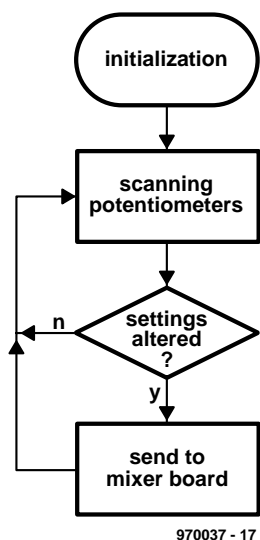 initialization
scanning
potentiometers
settings
altered
?
n
y
send to
mixer board
970037 - 17